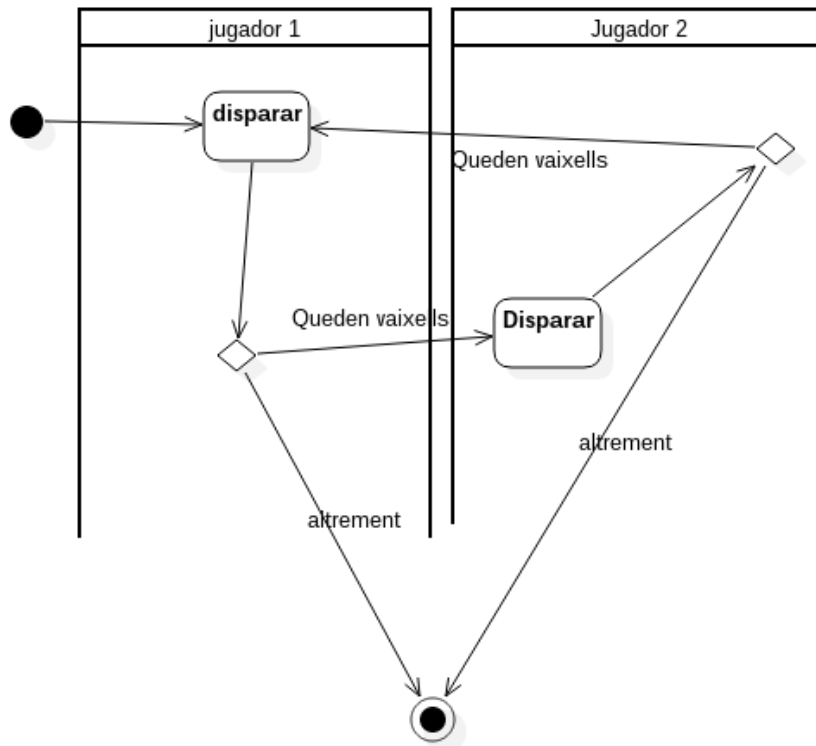 jugador 1
Jugador 2
disparar
Queden vaixells
Queden vaixells
Disparar
altrement
altrement